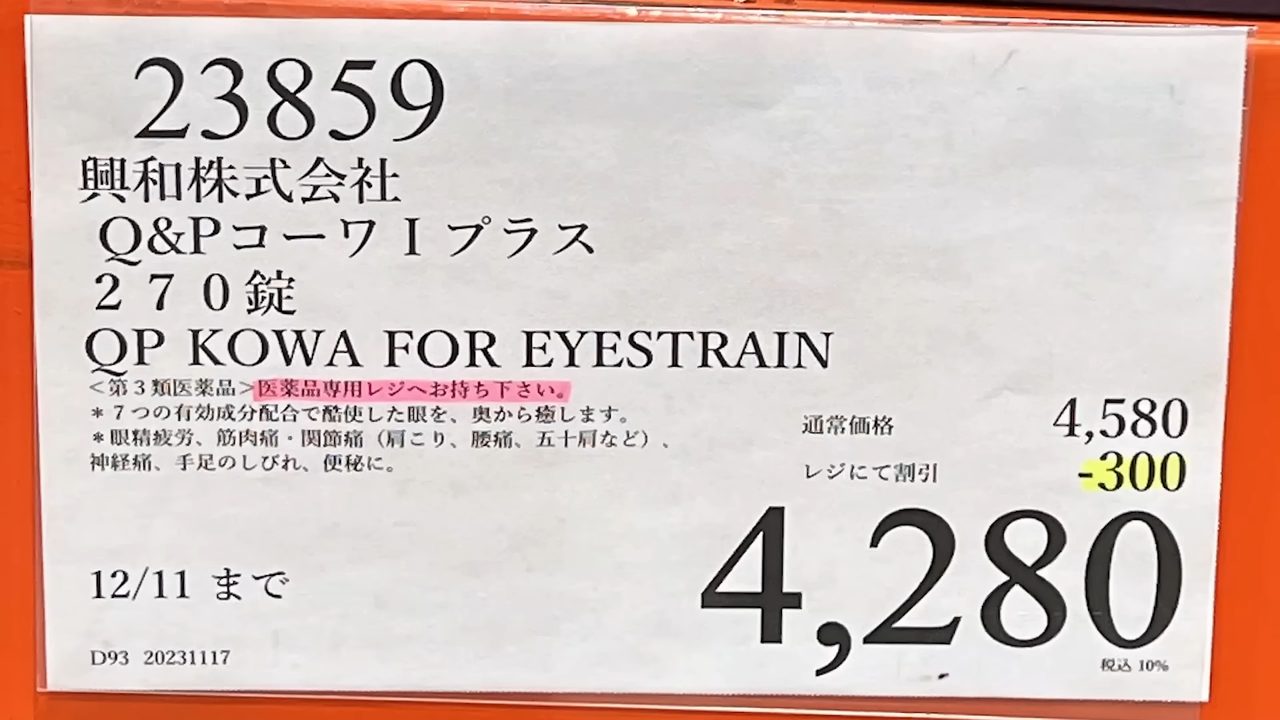 23859
興和株式会社
Q&PコーワIプラス
270錠
QP KOWA FOR EYESTRAIN
＜第3類医薬品＞医薬品専用レジへお持ち下さい。
＊7つの有効成分配合で酷使した眼を、奥から癒します。
＊眼精疲労、筋肉痛・関節痛（肩こり、腰痛、五十肩など）、
神経痛、手足のしびれ、便秘に。
通常価格 4,580
レジにて割引 -300
4,280
税込 10%
12/11 まで
D93 20231117